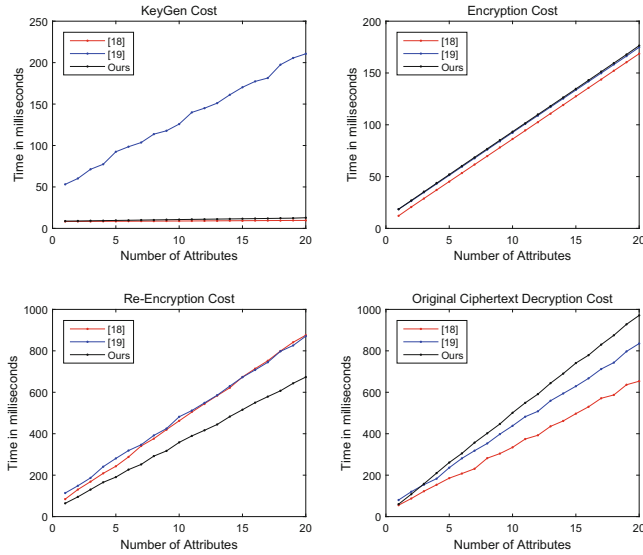 KeyGen Cost
250
200
150
100
50
0
0 5 10 15 20
Time in milliseconds
Number of Attributes
[18]
[19]
Ours
Encryption Cost
200
150
100
50
0
0 5 10 15 20
Time in milliseconds
Number of Attributes
[18]
[19]
Ours
Re-Encryption Cost
1000
800
600
400
200
0
0 5 10 15 20
Time in milliseconds
Number of Attributes
[18]
[19]
Ours
Original Ciphertext Decryption Cost
1000
800
600
400
200
0
0 5 10 15 20
Time in milliseconds
Number of Attributes
[18]
[19]
Ours